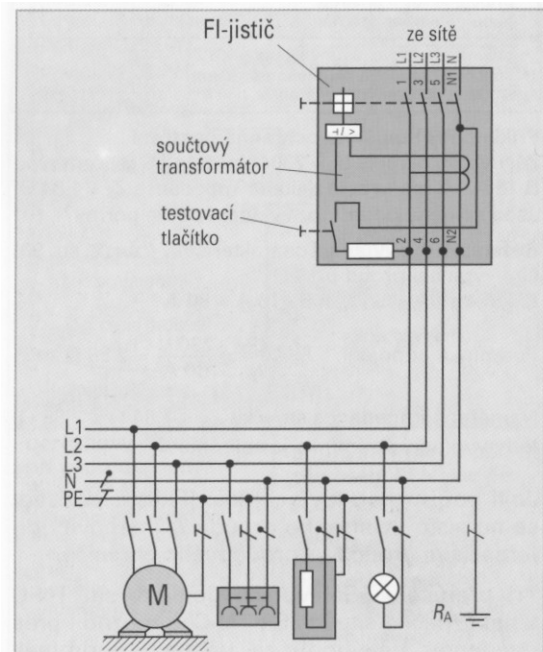 FI-jistič
ze sítě
L1 L2 L3 N
1 3 5 N1
-/ >
součtový
transformátor
testovací
tlačítko
2 4 6 N2
L1
L2
L3
N
PE
M
RA